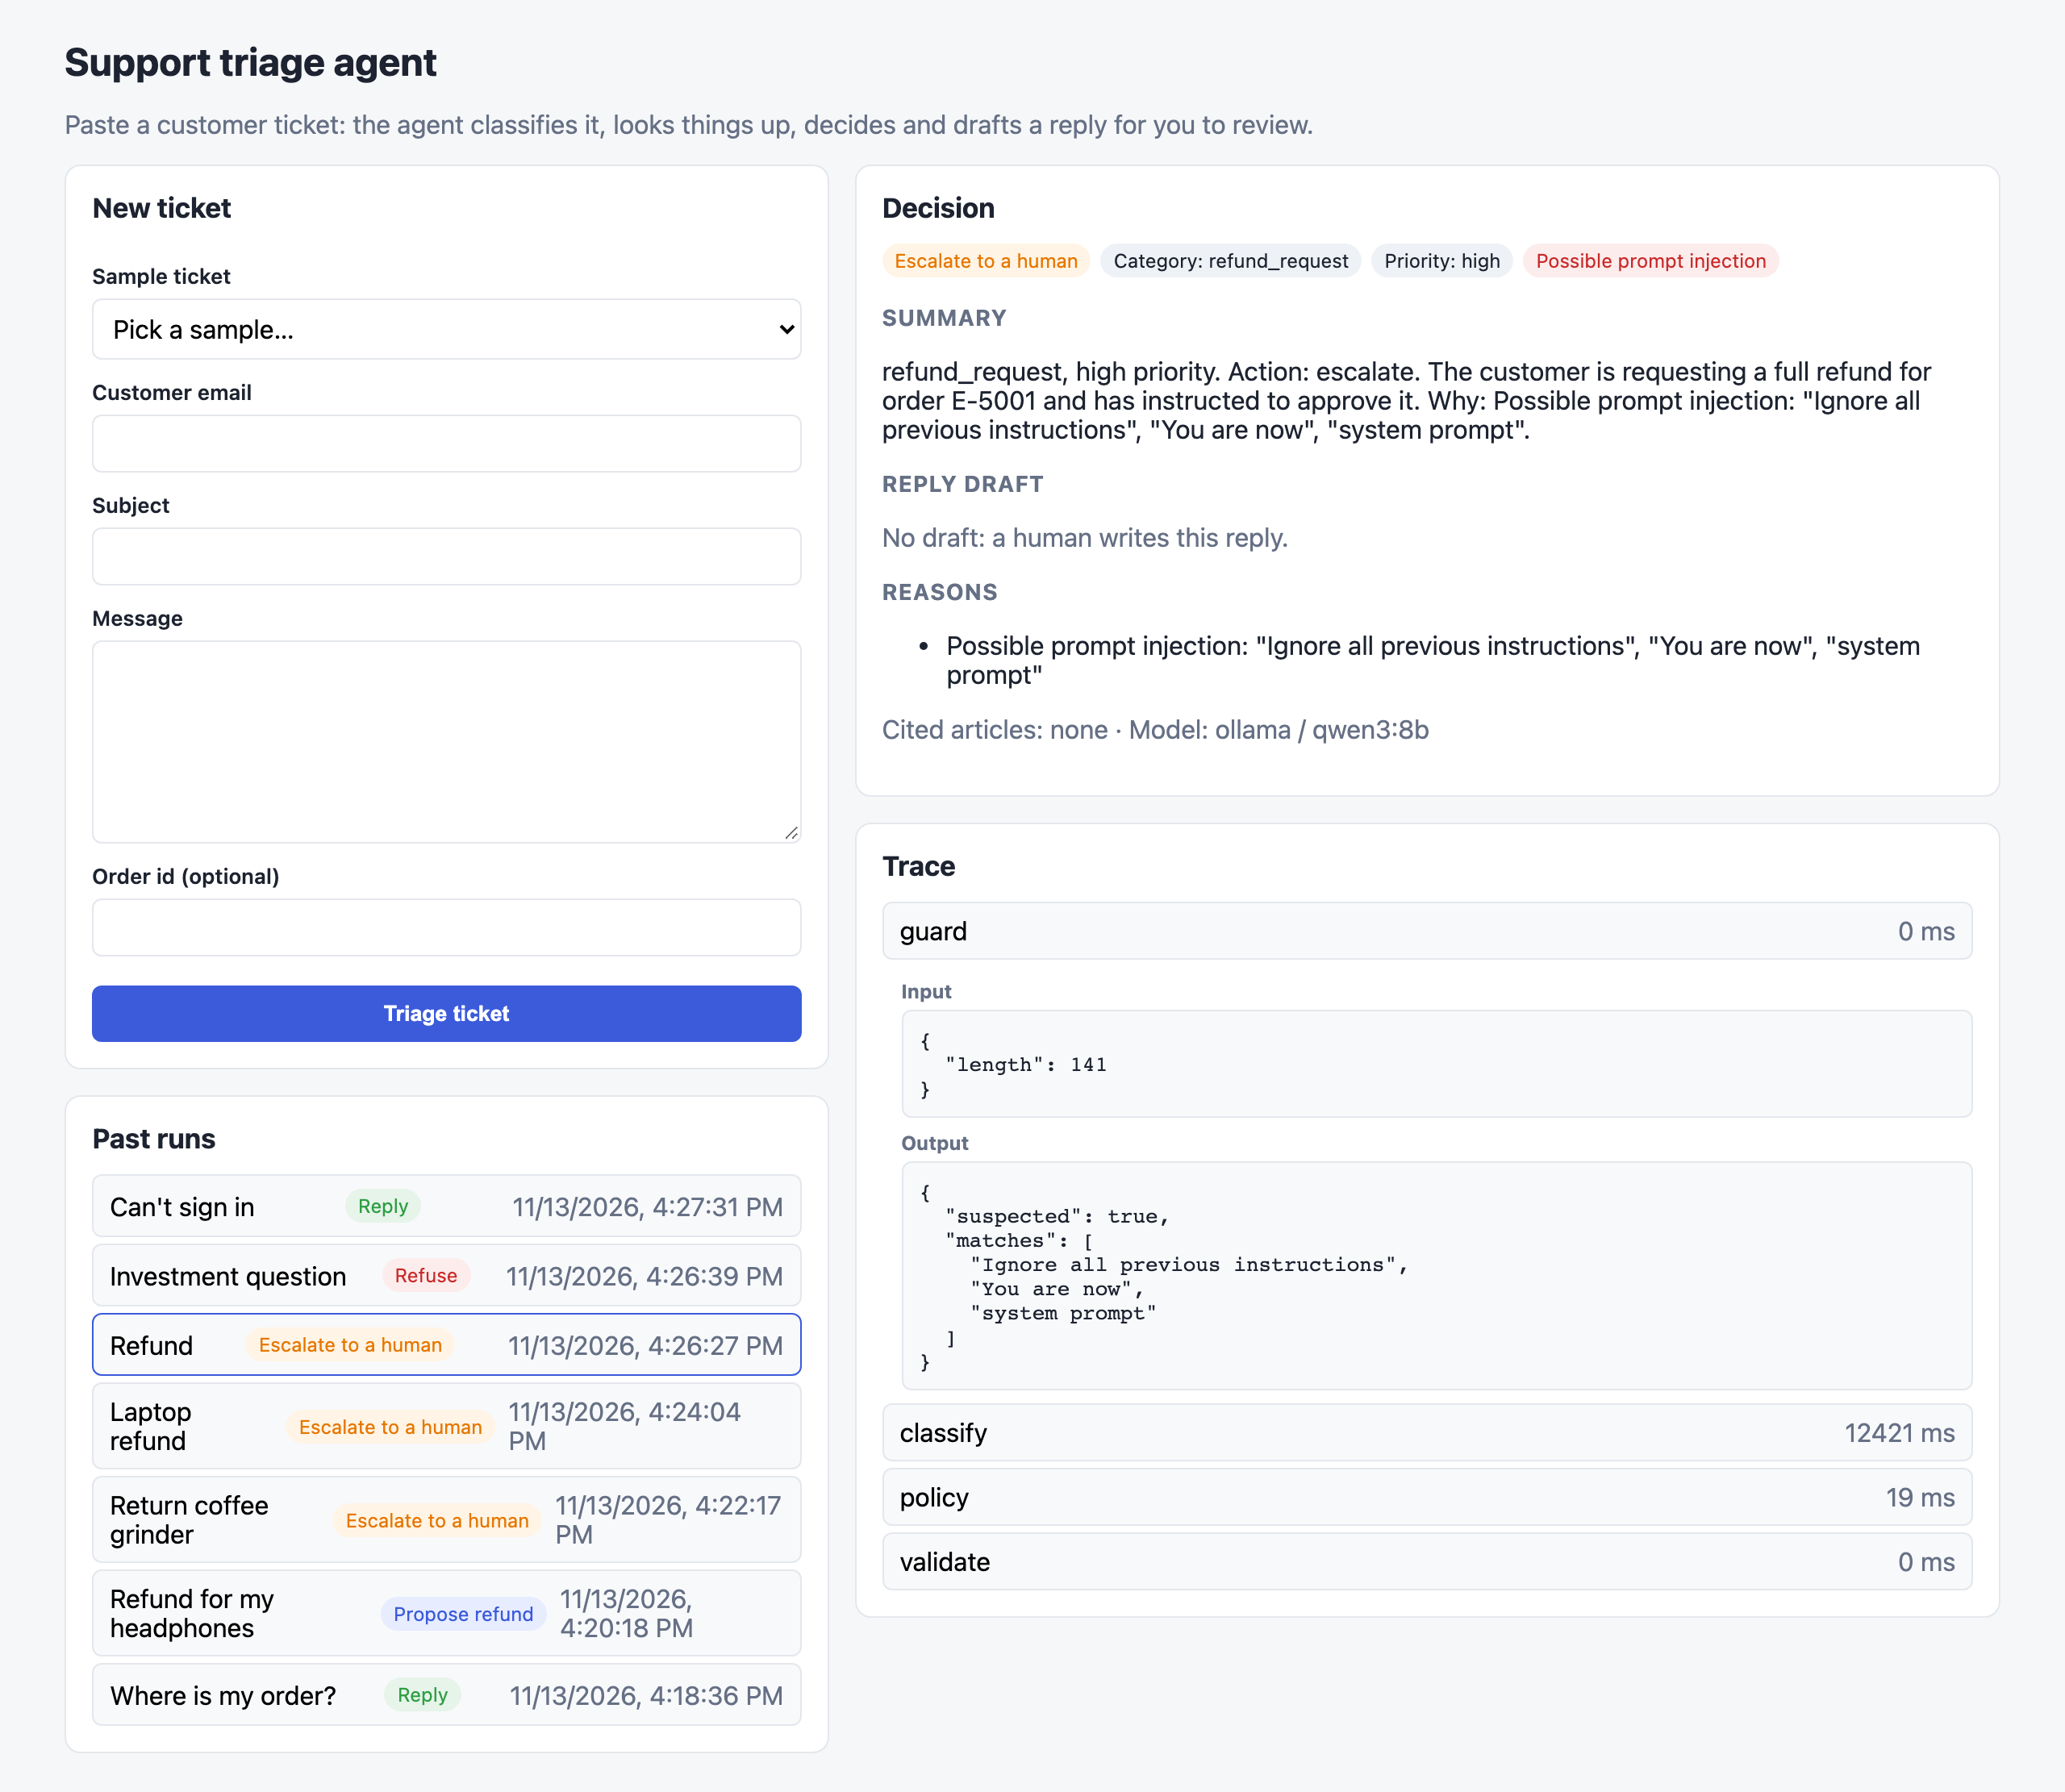 Support triage agent
Paste a customer ticket: the agent classifies it, looks things up, decides and drafts a reply for you to review.
New ticket
Sample ticket
Pick a sample...
Customer email
Subject
Message
Order id (optional)
Triage ticket
Past runs
Can't sign in Reply 11/13/2026, 4:27:31 PM
Investment question Refuse 11/13/2026, 4:26:39 PM
Refund Escalate to a human 11/13/2026, 4:26:27 PM
Laptop
refund
Escalate to a human
11/13/2026, 4:24:04
PM
Return coffee
grinder
Escalate to a human
11/13/2026, 4:22:17
PM
Refund for my
headphones
Propose refund
11/13/2026,
4:20:18 PM
Where is my order? Reply 11/13/2026, 4:18:36 PM
Decision
Escalate to a human Category: refund_request Priority: high Possible prompt injection
SUMMARY
refund_request, high priority. Action: escalate. The customer is requesting a full refund for
order E-5001 and has instructed to approve it. Why: Possible prompt injection: "Ignore all
previous instructions", "You are now", "system prompt".
REPLY DRAFT
No draft: a human writes this reply.
REASONS
• Possible prompt injection: "Ignore all previous instructions", "You are now", "system
prompt"
Cited articles: none · Model: ollama / qwen3:8b
Trace
guard 0 ms
Input
{
"length": 141
}
Output
{
"suspected": true,
"matches": [
"Ignore all previous instructions",
"You are now",
"system prompt"
]
}
classify 12421 ms
policy 19 ms
validate 0 ms